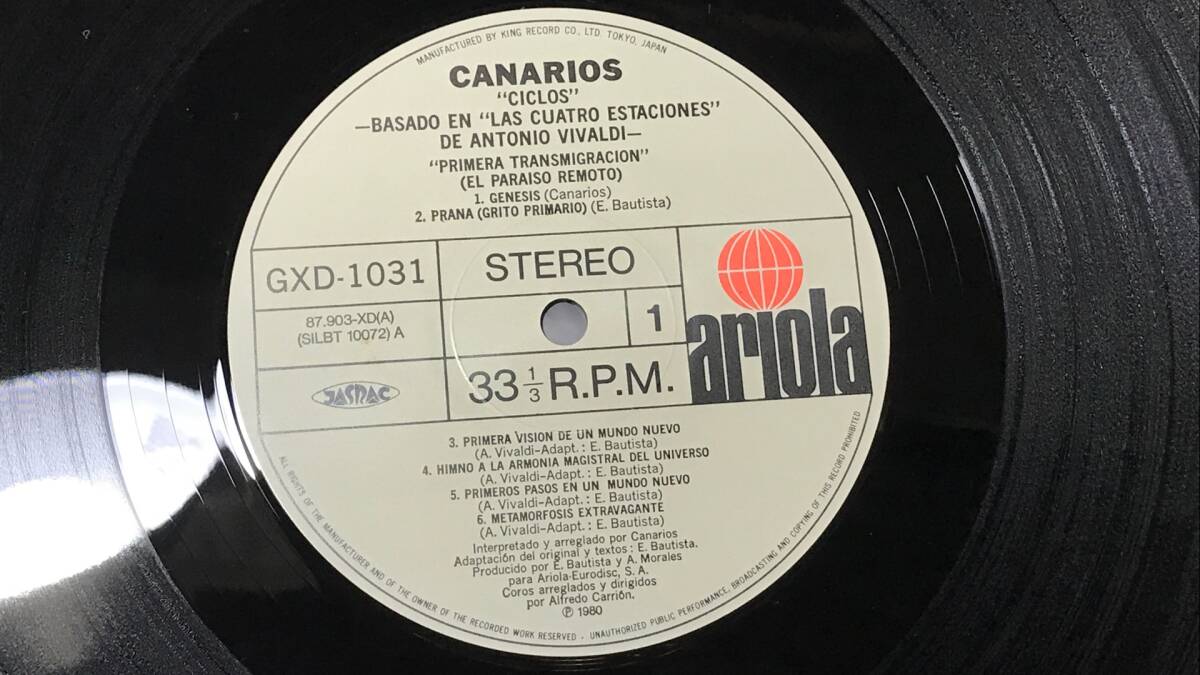 MANUFACTURED BY KING RECORD CO., LTD. TOKYO, JAPAN
CANARIOS
"CICLOS"
—BASADO EN "LAS CUATRO ESTACIONES"
DE ANTONIO VIVALDI—
"PRIMERA TRANSMIGRACION"
(EL PARAISO REMOTO)
1. GENESIS (Canarios)
2. PRANA (GRITO PRIMARIO) (E. Bautista)
GXD-1031
STEREO
87.903-XD(A)
(SILBT 10072) A
1
ariola
JASRAC
33 1/3 R.P.M.
3. PRIMERA VISION DE UN MUNDO NUEVO
(A. Vivaldi-Adapt.: E. Bautista)
4. HIMNO A LA ARMONIA MAGISTRAL DEL UNIVERSO
(A. Vivaldi-Adapt.: E. Bautista)
5. PRIMEROS PASOS EN UN MUNDO NUEVO
(A. Vivaldi-Adapt.: E. Bautista)
6. METAMORFOSIS EXTRAVAGANTE
(A. Vivaldi-Adapt.: E. Bautista)
Interpretado y arreglado por Canarios
Adaptación del original y textos: E. Bautista.
Producido por E. Bautista y A. Morales
para Ariola-Eurodisc, S. A.
Coros arreglados y dirigidos
por Alfredo Carrión.
℗ 1980
ALL RIGHTS OF THE MANUFACTURER AND OF THE OWNER OF THE RECORDED WORK RESERVED · UNAUTHORIZED PUBLIC PERFORMANCE, BROADCASTING AND COPYING OF THIS RECORD PROHIBITED